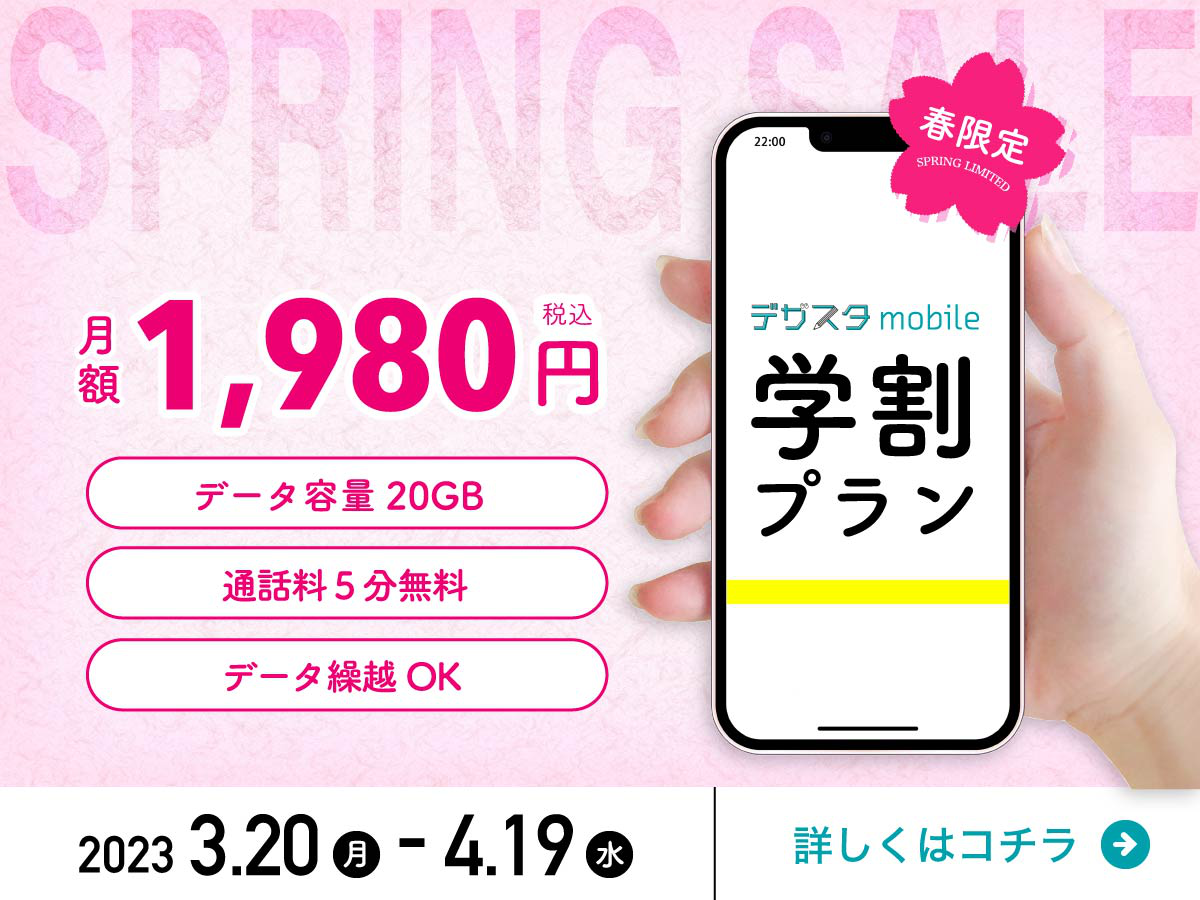 SPRING SALE
春限定
SPRING LIMITED
22:00
月額 1,980円 税込
データ容量 20GB
通話料5分無料
データ繰越 OK
デザスタ mobile
学割
プラン
2023 3.20 月 - 4.19 水
詳しくはコチラ